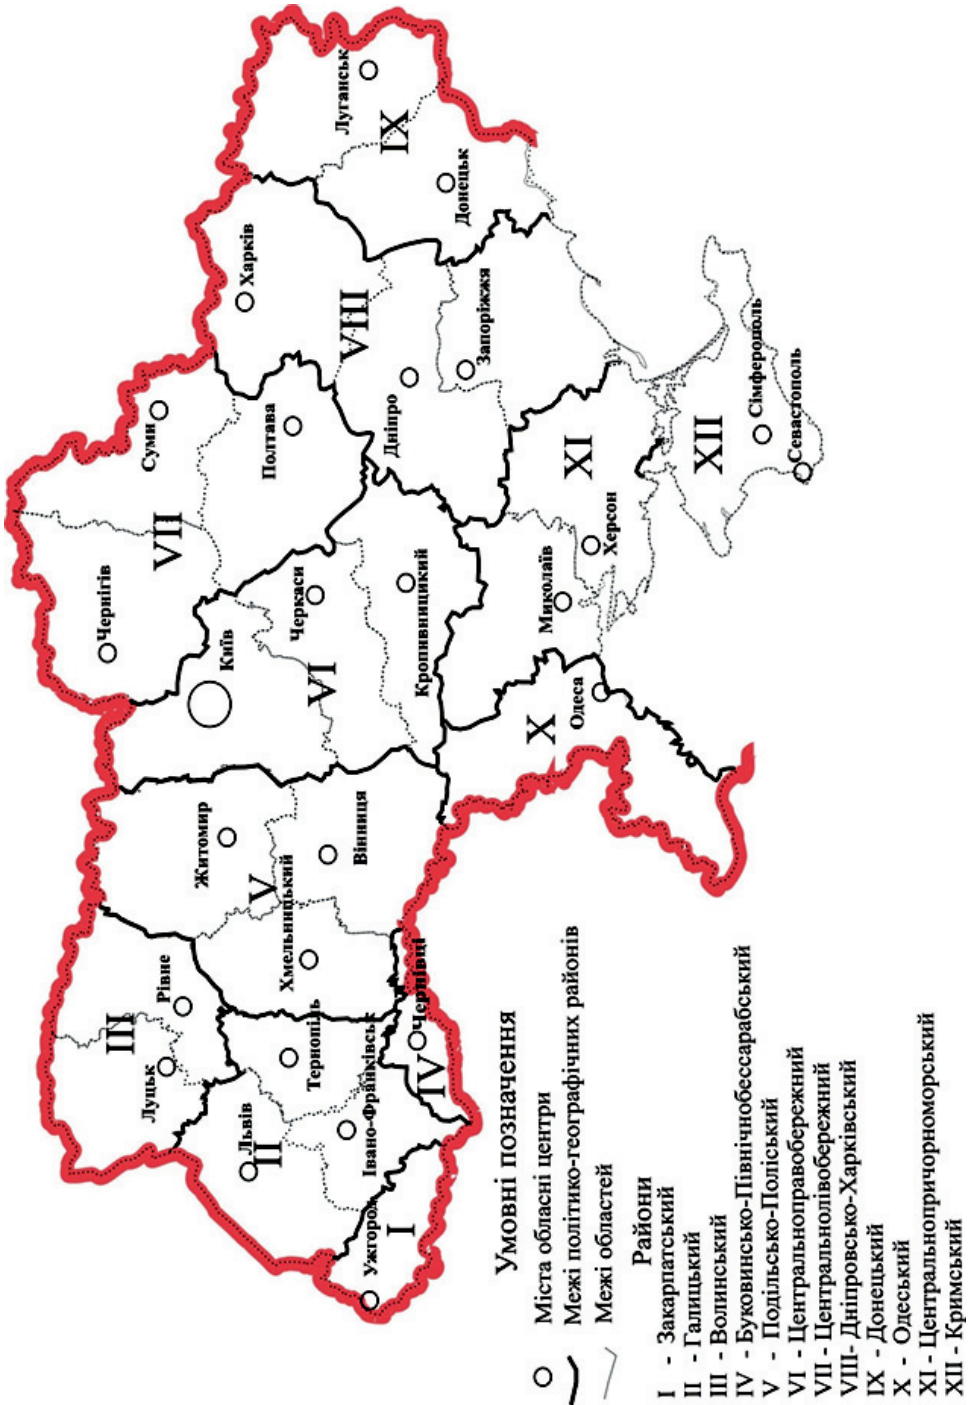 Чернігів
III
Суми
Луцьк
Рівне
VII
Житомир
Київ
Львів
Харків
V
II
Полтава
Хмельницький
Черкаси
Тернопіль
VI
Луганськ
VIII
Вінниця
Івано-Франківськ
Ужгород
Дніпро
IX
I
Чернівці
Кропивницикий
IV
Донецьк
Запоріжжя
X
Миколаїв
XI
Одеса
Херсон
XII
Сімферополь
Севастополь
Умовні позначення
Міста обласні центри
Межі політико-географічних районів
Межі областей
Райони
I - Закарпатський
II - Галицький
III - Волинський
IV - Буковинсько-Північнобессарабський
V - Подільсько-Поліський
VI - Центральноправобережний
VII - Центральнолівобережний
VIII- Дніпровсько-Харківський
IX - Донецький
X - Одеський
XI - Центральнопричорноморський
XII - Кримський